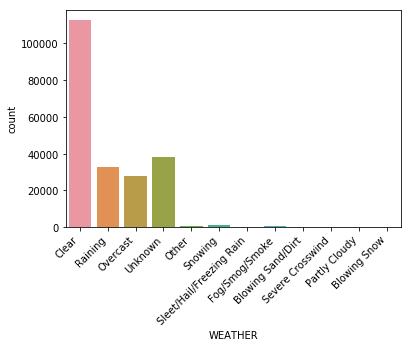 100000
80000
60000
40000
20000
0
count
Clear
Raining
Overcast
Unknown
Other
Snowing
Sleet/Hail/Freezing Rain
Fog/Smog/Smoke
Blowing Sand/Dirt
Severe Crosswind
Partly Cloudy
Blowing Snow
WEATHER